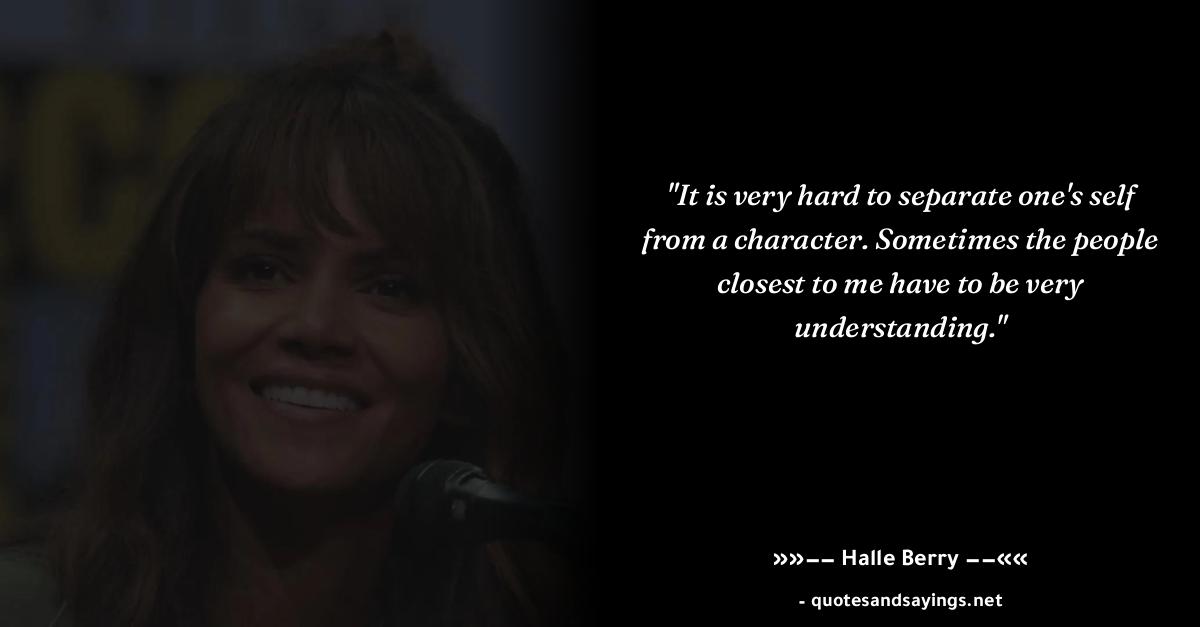 "It is very hard to separate one's self
from a character. Sometimes the people
closest to me have to be very
understanding."
»»–– Halle Berry ––««
- quotesandsayings.net